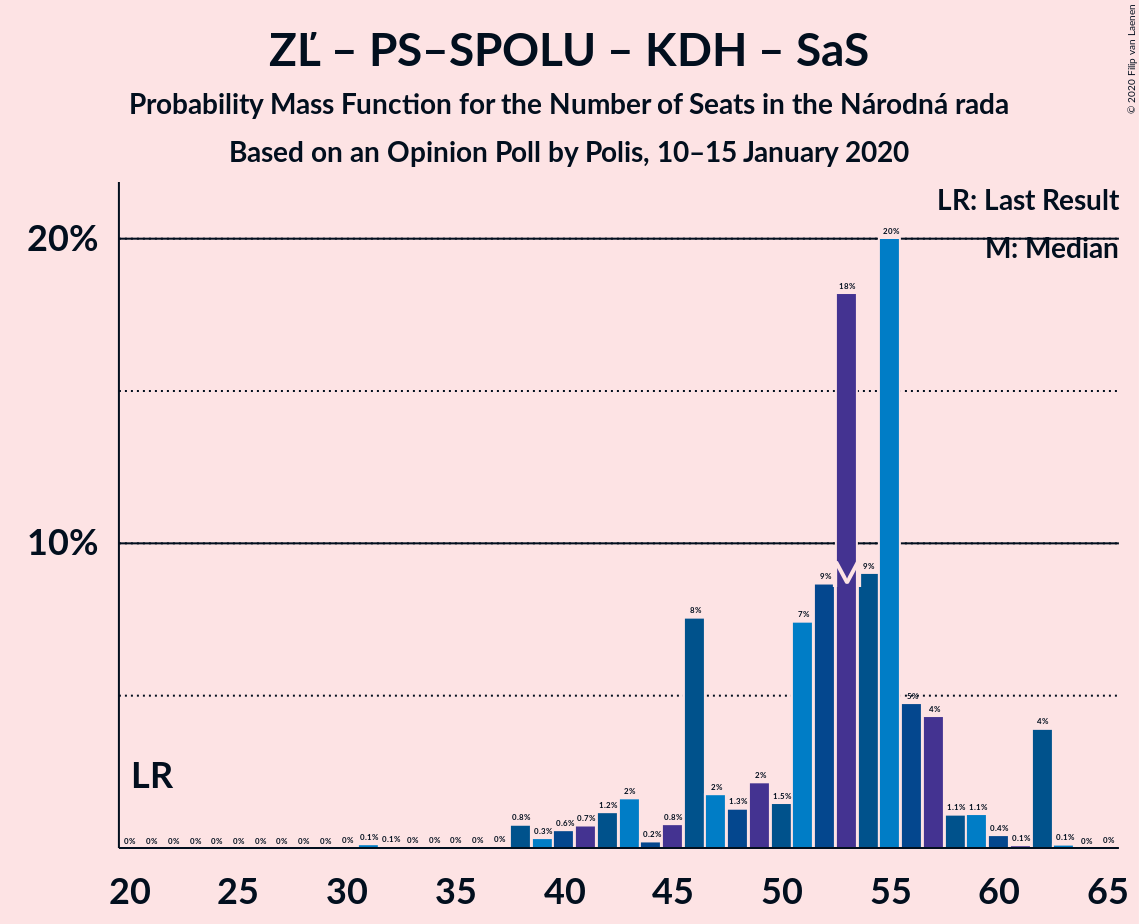 ZĽ – PS–SPOLU – KDH – SaS
Probability Mass Function for the Number of Seats in the Národná rada
Based on an Opinion Poll by Polis, 10–15 January 2020
© 2020 Filip van Laenen
LR: Last Result
M: Median
20%
10%
LR
M
0% 0% 0% 0% 0% 0% 0% 0% 0% 0% 0% 0.1% 0.1% 0% 0% 0% 0% 0% 0.8% 0.3% 0.6% 0.7% 1.2% 2% 0.2% 0.8% 8% 2% 1.3% 2% 1.5% 7% 9% 18% 9% 20% 5% 4% 1.1% 1.1% 0.4% 0.1% 4% 0.1% 0% 0%
20 25 30 35 40 45 50 55 60 65